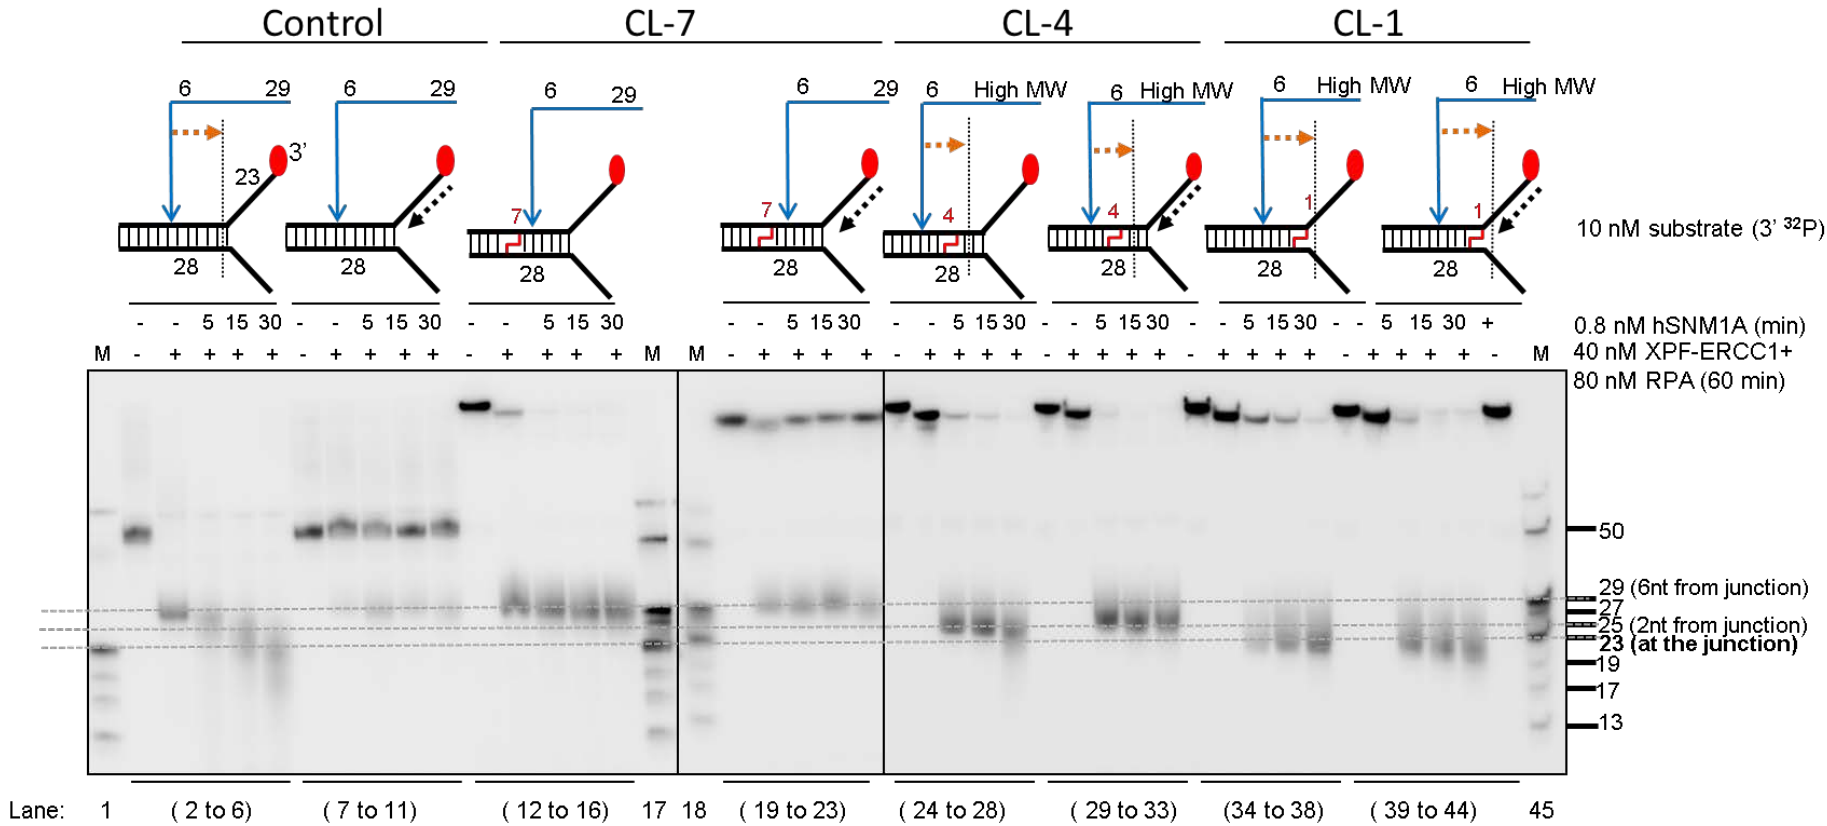 Control CL-7 CL-4 CL-1
6 29 6 29 6 29 6 29 6 High MW 6 High MW 6 High MW 6 High MW
3'
23
7 7 4 4 1 1
28 28 28 28 28 28 28 28
10 nM substrate (3' ³²P)
- - 5 15 30 - - 5 15 30 - - 5 15 30 - - 5 15 30 - - 5 15 30 - - 5 15 30 - - 5 15 30 - - 5 15 30 + 0.8 nM hSNM1A (min)
M - + + + + - + + + + - + + + + M M - + + + + - + + + + - + + + + - + + + + - + + + + - M 40 nM XPF-ERCC1+
80 nM RPA (60 min)
50
29 (6nt from junction)
27
25 (2nt from junction)
23 (at the junction)
19
17
13
Lane: 1 ( 2 to 6) ( 7 to 11) ( 12 to 16) 17 18 ( 19 to 23) ( 24 to 28) ( 29 to 33) (34 to 38) ( 39 to 44) 45